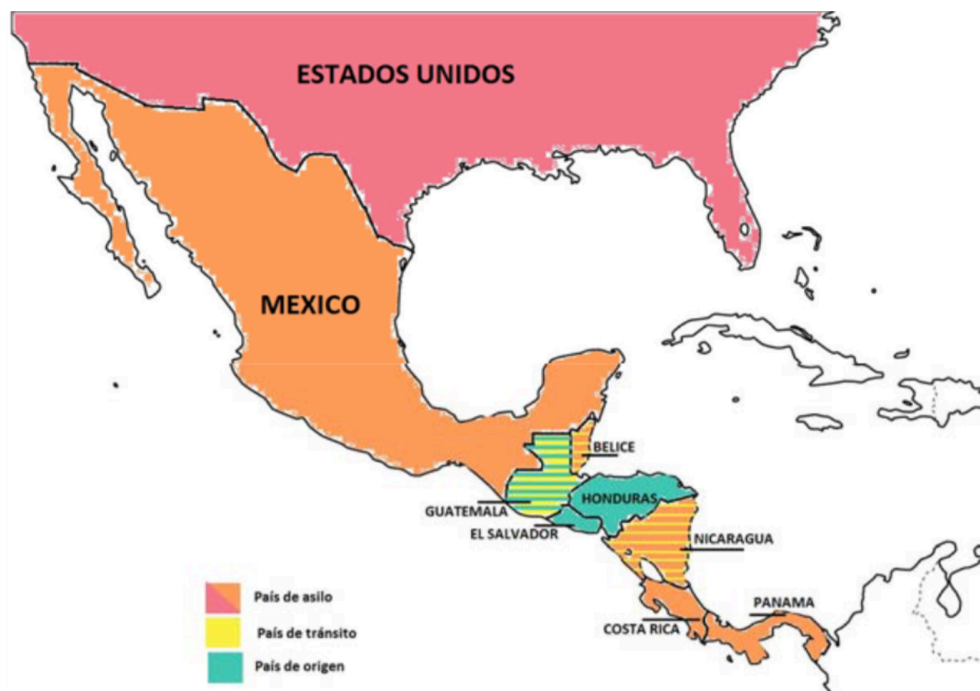 ESTADOS UNIDOS
MEXICO
BELICE
GUATEMALA
HONDURAS
EL SALVADOR
NICARAGUA
PANAMA
COSTA RICA
País de asilo
País de tránsito
País de origen